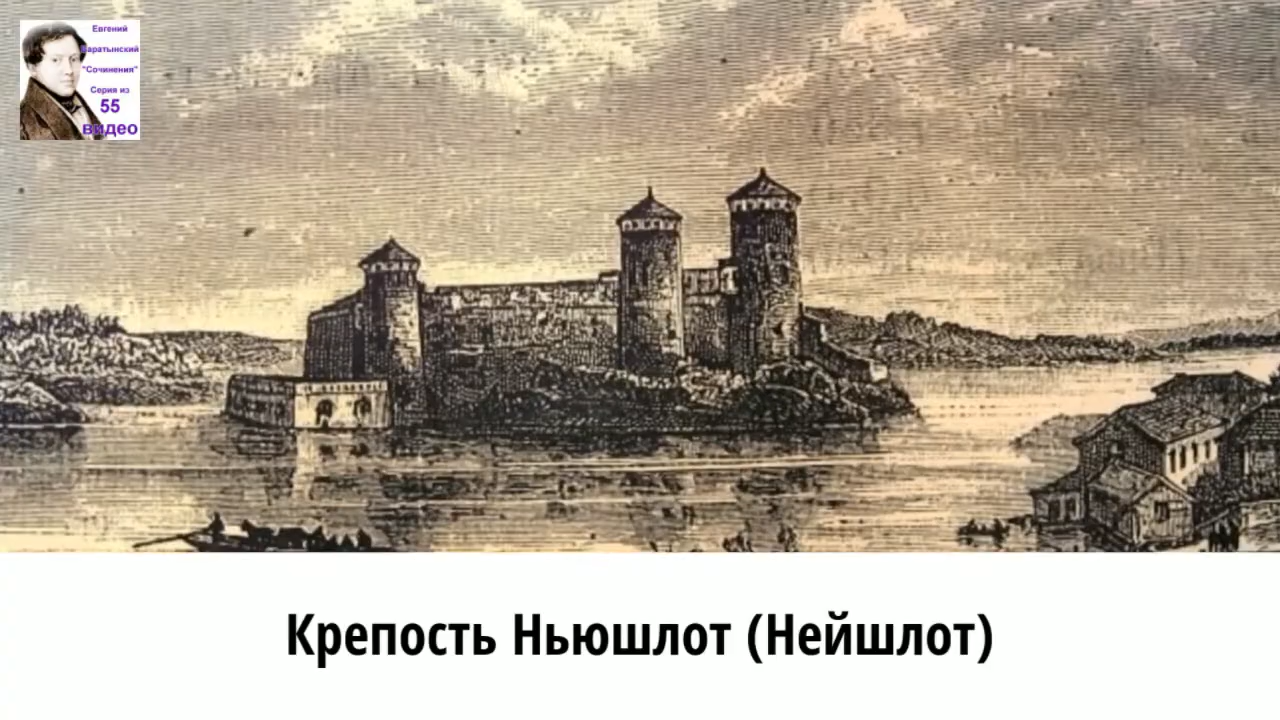 Евгений
Баратынский
"Сочинения"
Серия из
55
видео
Крепость Ньюшлот (Нейшлот)